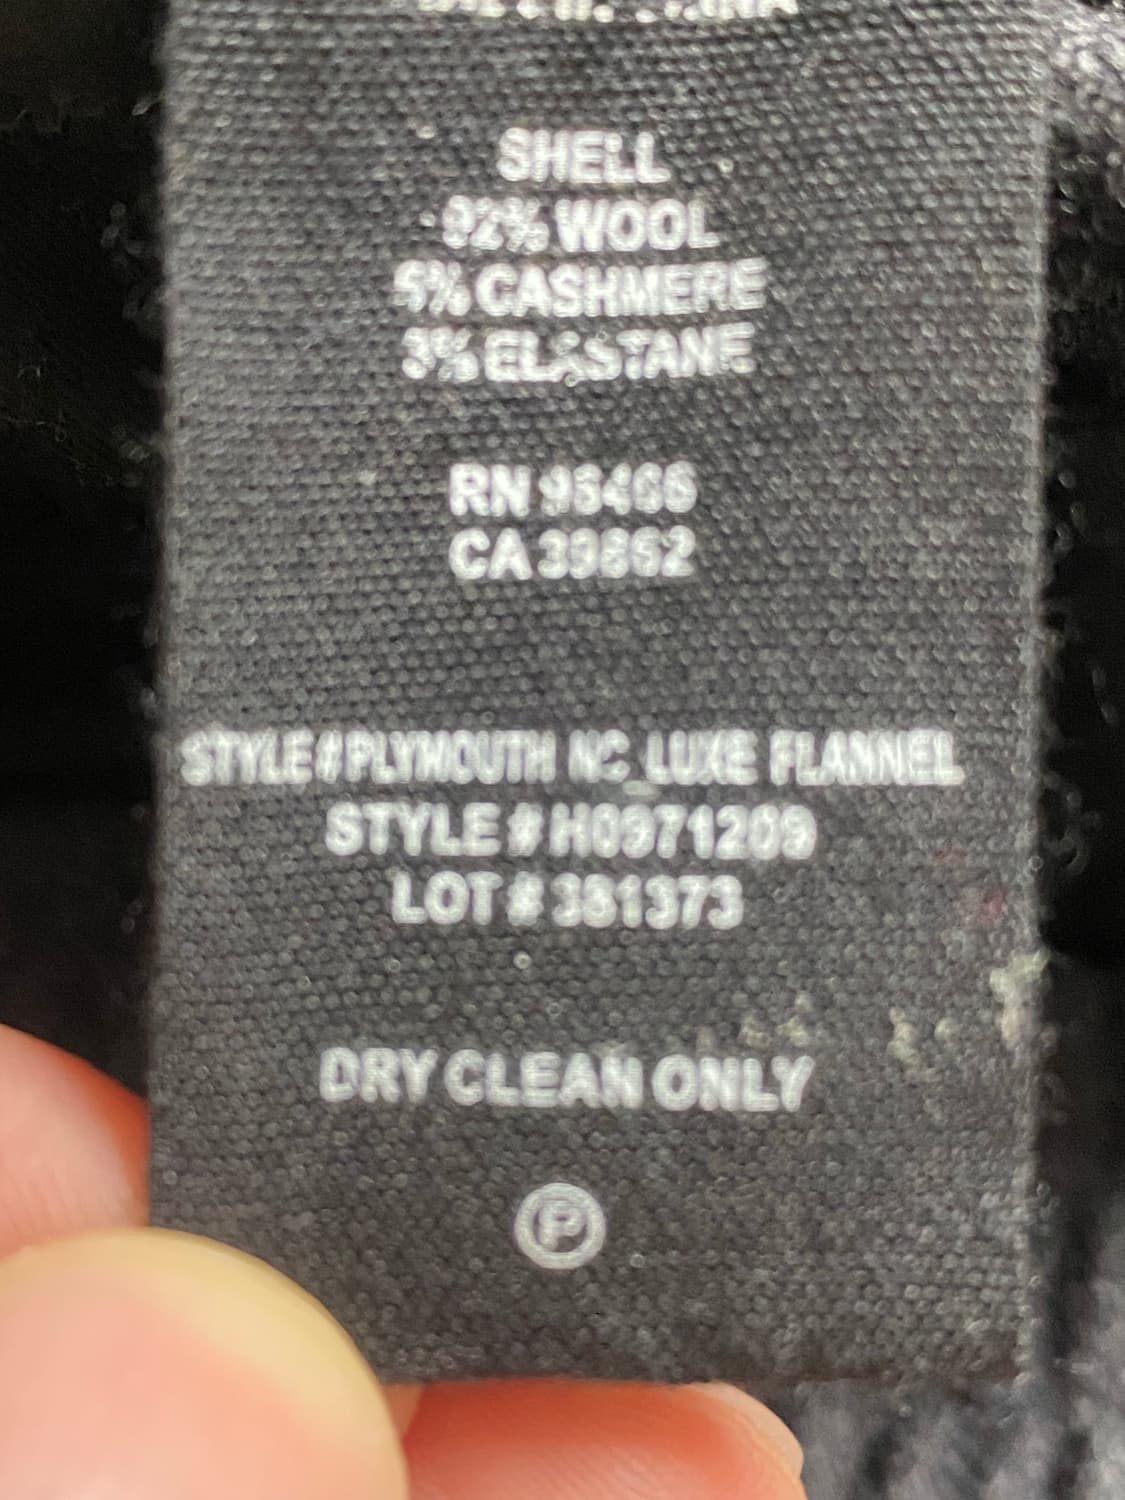 SHELL
92% WOOL
5% CASHMERE
3% ELASTANE
RN
CA 39862
STYLE#PLYMOUTH NC_LUXE FLANNEL
STYLE # H0971209
LOT # 381373
DRY CLEAN ONLY
P